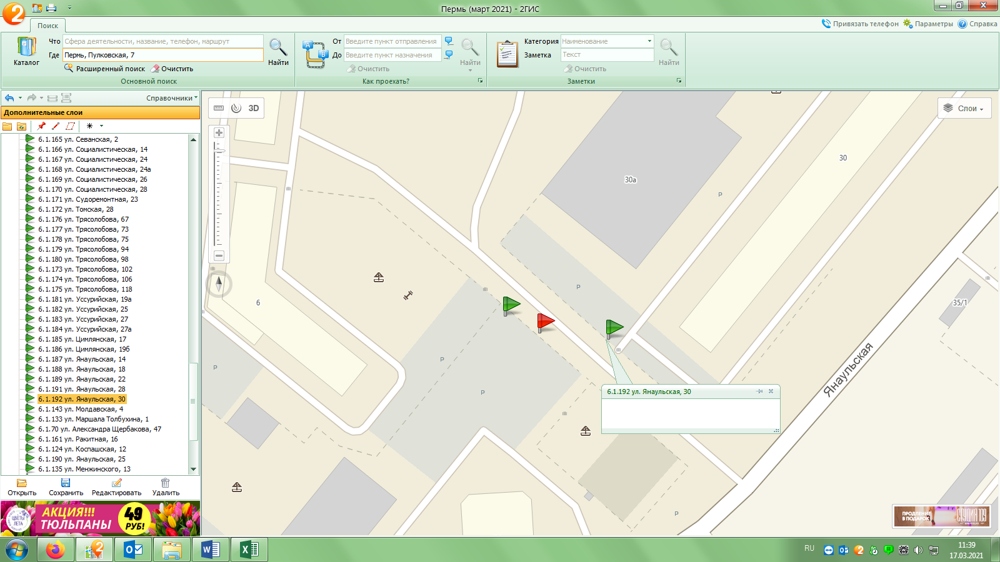 Пермь (март 2021) - 2ГИС
Поиск
Привязать телефон
Параметры
Справка
Каталог
Что Сфера деятельности, название, телефон, маршрут
Где Пермь, Пулковская, 7
Расширенный поиск Очистить
Найти
Основной поиск
От Введите пункт отправления
До Введите пункт назначения
Очистить
Найти
Как проехать?
Категория Наименование
Заметка Текст
Очистить
Найти
Заметки
Справочники
Дополнительные слои
6.1.165 ул. Севанская, 2
6.1.166 ул. Социалистическая, 14
6.1.167 ул. Социалистическая, 24
6.1.168 ул. Социалистическая, 24а
6.1.169 ул. Социалистическая, 26
6.1.170 ул. Социалистическая, 28
6.1.171 ул. Судоремонтная, 23
6.1.172 ул. Томская, 28
6.1.176 ул. Трясолобова, 67
6.1.177 ул. Трясолобова, 73
6.1.178 ул. Трясолобова, 75
6.1.179 ул. Трясолобова, 94
6.1.180 ул. Трясолобова, 98
6.1.173 ул. Трясолобова, 102
6.1.174 ул. Трясолобова, 106
6.1.175 ул. Трясолобова, 118
6.1.181 ул. Уссурийская, 19а
6.1.182 ул. Уссурийская, 25
6.1.183 ул. Уссурийская, 27
6.1.184 ул. Уссурийская, 27а
6.1.185 ул. Цимлянская, 17
6.1.186 ул. Цимлянская, 19б
6.1.187 ул. Янаульская, 14
6.1.188 ул. Янаульская, 18
6.1.189 ул. Янаульская, 22
6.1.191 ул. Янаульская, 28
6.1.192 ул. Янаульская, 30
6.1.143 ул. Молдавская, 4
6.1.133 ул. Маршала Толбухина, 1
6.1.70 ул. Александра Щербакова, 47
6.1.161 ул. Ракитная, 16
6.1.124 ул. Коспашская, 12
6.1.190 ул. Янаульская, 25
6.1.135 ул. Менжинского, 13
Открыть Сохранить Редактировать Удалить
ЦВЕТЫ ЛЕТА
АКЦИЯ!!!
ТЮЛЬПАНЫ
49
РУБ!
3D
Слои
30а
30
P
P
6
35/1
P
P
P
P
Янаульская
6.1.192 ул. Янаульская, 30
ПРОДЛЕНИЕ
В ПОДАРОК
СТУДИЯ 109
RU
11:39
17.03.2021